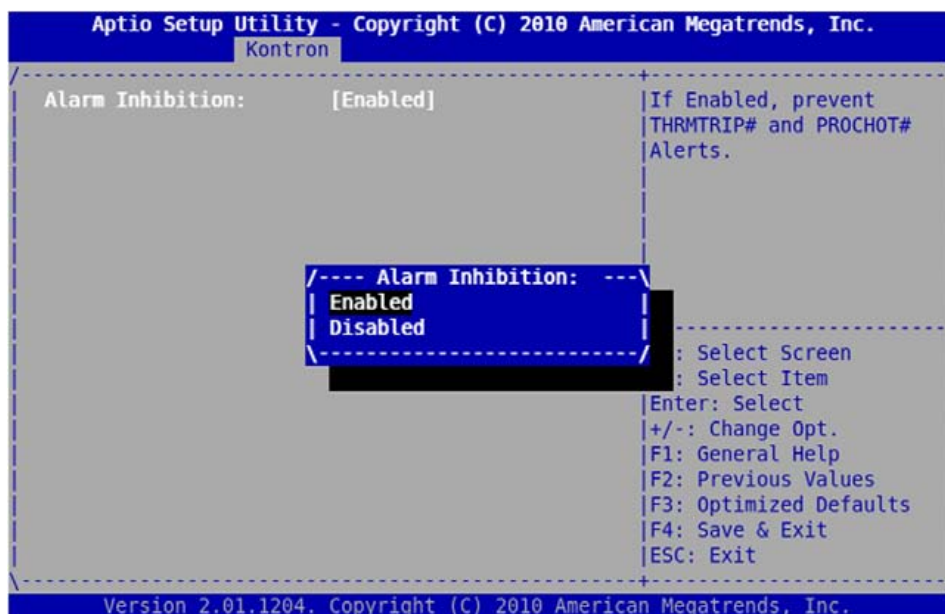 Aptio Setup Utility - Copyright (C) 2010 American Megatrends, Inc.
Kontron
Alarm Inhibition: [Enabled]
If Enabled, prevent
THRMTRIP# and PROCHOT#
Alerts.
/---- Alarm Inhibition: ---\
Enabled
Disabled
: Select Screen
: Select Item
Enter: Select
+/-: Change Opt.
F1: General Help
F2: Previous Values
F3: Optimized Defaults
F4: Save & Exit
ESC: Exit
Version 2.01.1204. Copyright (C) 2010 American Megatrends, Inc.